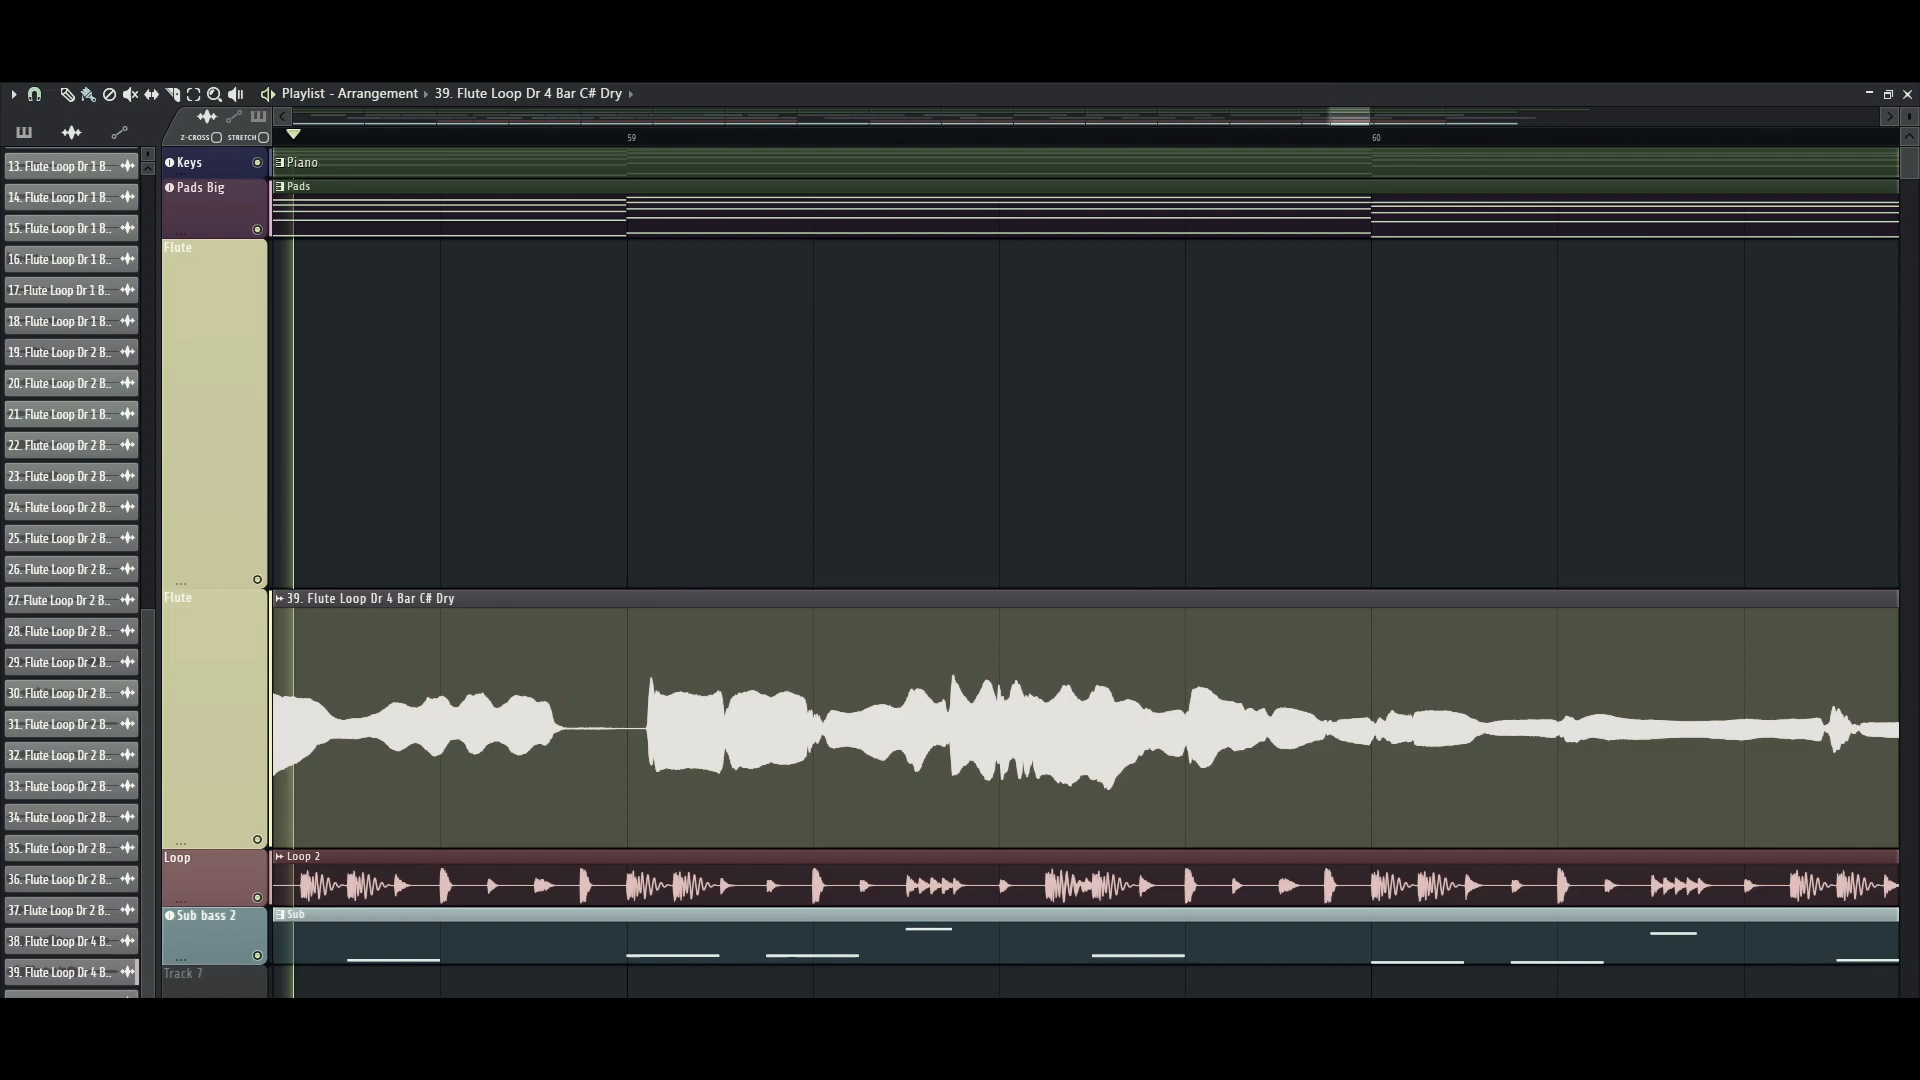 Playlist - Arrangement › 39. Flute Loop Dr 4 Bar C# Dry ›
Z-CROSS STRETCH
59
60
13. Flute Loop Dr 1 B..
14. Flute Loop Dr 1 B..
15. Flute Loop Dr 1 B..
16. Flute Loop Dr 1 B..
17. Flute Loop Dr 1 B..
18. Flute Loop Dr 1 B..
19. Flute Loop Dr 2 B..
20. Flute Loop Dr 2 B..
21. Flute Loop Dr 1 B..
22. Flute Loop Dr 2 B..
23. Flute Loop Dr 2 B..
24. Flute Loop Dr 2 B..
25. Flute Loop Dr 2 B..
26. Flute Loop Dr 2 B..
27. Flute Loop Dr 2 B..
28. Flute Loop Dr 2 B..
29. Flute Loop Dr 2 B..
30. Flute Loop Dr 2 B..
31. Flute Loop Dr 2 B..
32. Flute Loop Dr 2 B..
33. Flute Loop Dr 2 B..
34. Flute Loop Dr 2 B..
35. Flute Loop Dr 2 B..
36. Flute Loop Dr 2 B..
37. Flute Loop Dr 2 B..
38. Flute Loop Dr 4 B..
39. Flute Loop Dr 4 B..
Keys
Piano
Pads Big
Pads
Flute
Flute
39. Flute Loop Dr 4 Bar C# Dry
Loop
Loop 2
Sub bass 2
Sub
Track 7